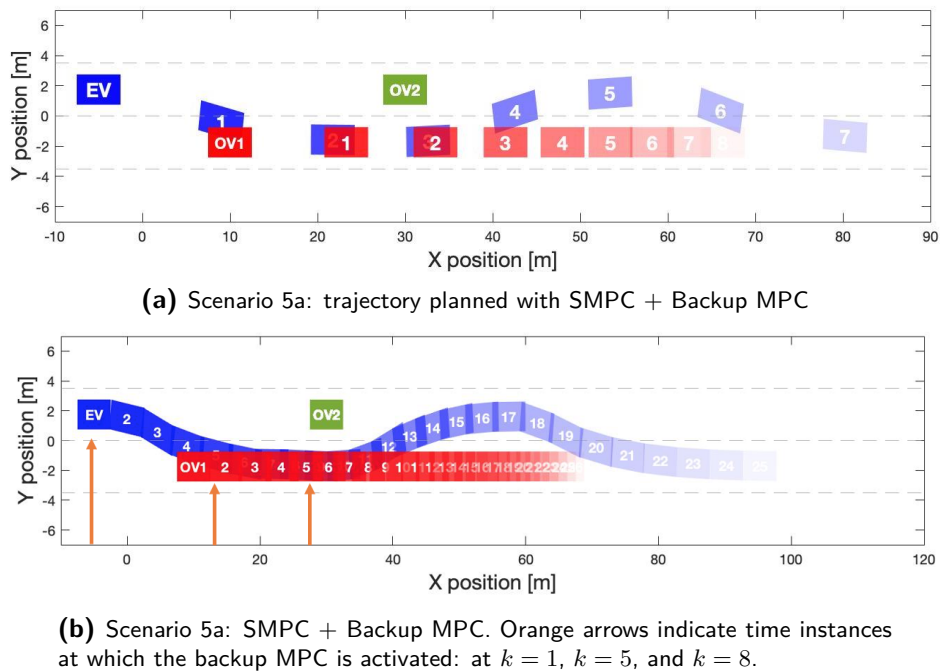 6
4
2
0
-2
-4
-6
Y position [m]
EV
OV2
5
4
6
1
OV1
2
1
3
2
3
4
5
6
7
8
7
-10 0 10 20 30 40 50 60 70 80 90
X position [m]
(a) Scenario 5a: trajectory planned with SMPC + Backup MPC
6
4
2
0
-2
-4
-6
Y position [m]
EV 2 3 4
OV2
12 13 14 15 16 17 18 19 20 21 22 23 24 25
OV1 2 3 4 5 6 7 8 9
0 20 40 60 80 100 120
X position [m]
(b) Scenario 5a: SMPC + Backup MPC. Orange arrows indicate time instances
at which the backup MPC is activated: at k = 1, k = 5, and k = 8.